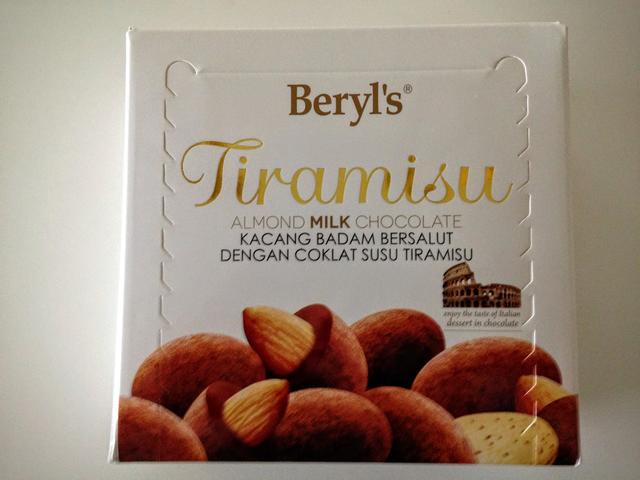 Beryl's®
Tiramisu
ALMOND MILK CHOCOLATE
KACANG BADAM BERSALUT
DENGAN COKLAT SUSU TIRAMISU
enjoy the taste of Italian
dessert in chocolate